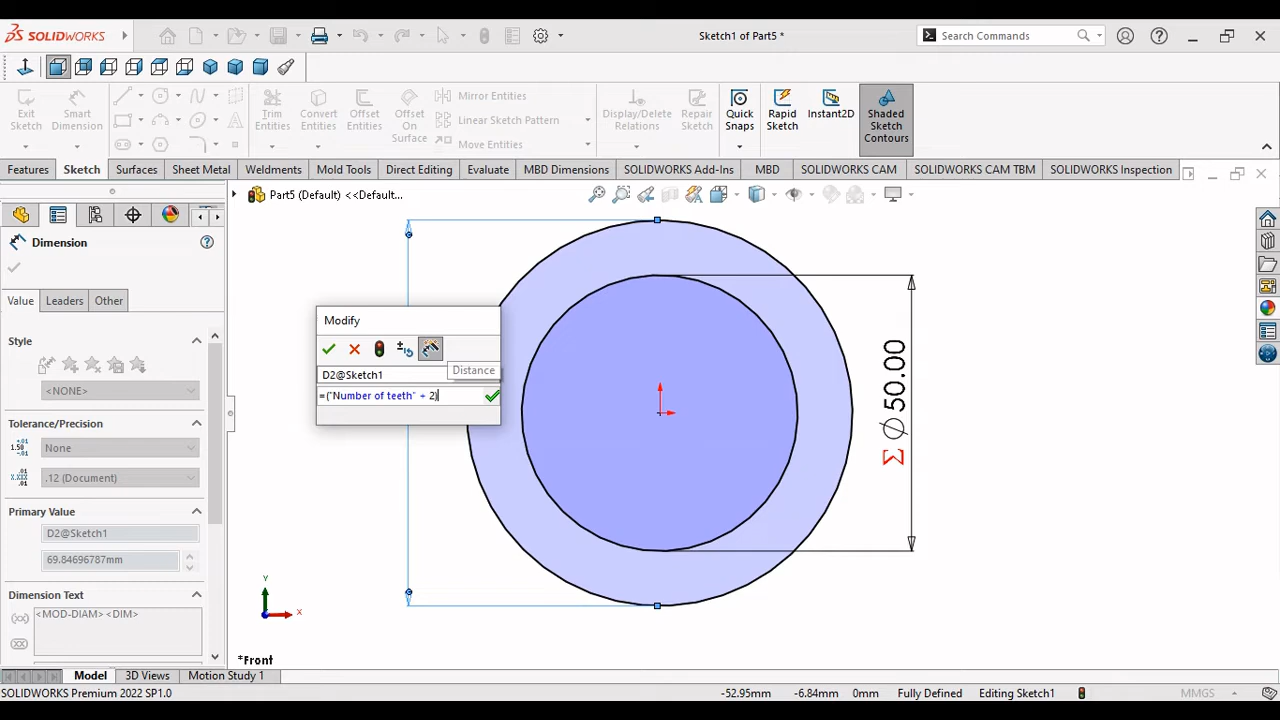 SOLIDWORKS
Sketch1 of Part5 *
Search Commands
Exit Sketch
Smart Dimension
Trim Entities
Convert Entities
Offset Entities
Offset On Surface
Mirror Entities
Linear Sketch Pattern
Move Entities
Display/Delete Relations
Repair Sketch
Quick Snaps
Rapid Sketch
Instant2D
Shaded Sketch Contours
Features
Sketch
Surfaces
Sheet Metal
Weldments
Mold Tools
Direct Editing
Evaluate
MBD Dimensions
SOLIDWORKS Add-Ins
MBD
SOLIDWORKS CAM
SOLIDWORKS CAM TBM
SOLIDWORKS Inspection
Part5 (Default) <<Default...
Dimension
Value
Leaders
Other
Style
<NONE>
Tolerance/Precision
None
.12 (Document)
Primary Value
D2@Sketch1
69.84696787mm
Dimension Text
<MOD-DIAM> <DIM>
Modify
Distance
D2@Sketch1
=("Number of teeth" + 2)
Σ ∅ 50.00
Y
X
*Front
Model
3D Views
Motion Study 1
SOLIDWORKS Premium 2022 SP1.0
-52.95mm
-6.84mm
0mm
Fully Defined
Editing Sketch1
MMGS